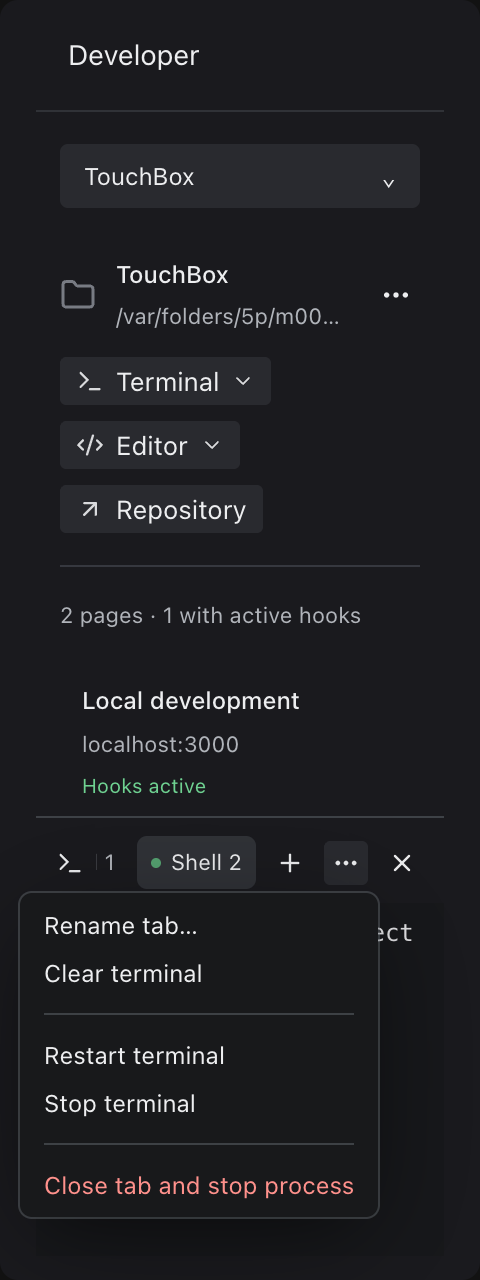 Developer
TouchBox
TouchBox
/var/folders/5p/m00...
Terminal
Editor
Repository
2 pages · 1 with active hooks
Local development
localhost:3000
Hooks active
1
Shell 2
Rename tab...
ect
Clear terminal
Restart terminal
Stop terminal
Close tab and stop process